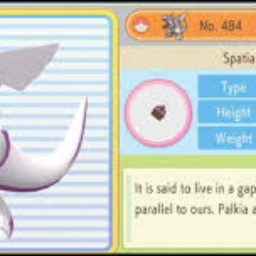 No. 484
Spatia
Type
Height
Weight
It is said to live in a gap
parallel to ours. Palkia a